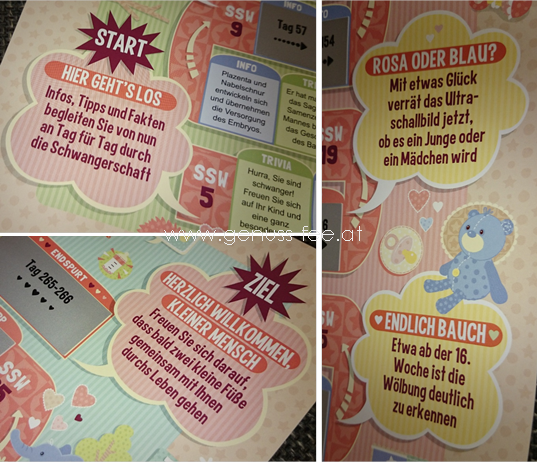 START
HIER GEHT'S LOS
Infos, Tipps und Fakten
begleiten Sie von nun
an Tag für Tag durch
die Schwangerschaft
SSW
9
Tag 57
INFO
Plazenta und
Nabelschnur
entwickeln sich
und übernehmen
die Versorgung
des Embryos.
Er hat
das
Mannes
das
SSW
5
TRIVIA
Hurra, Sie sind
schwanger!
Freuen Sie sich
auf Ihr Kind und
eine ganz
ROSA ODER BLAU?
Mit etwas Glück
verrät das Ultra-
schallbild jetzt,
ob es ein Junge oder
ein Mädchen wird
ENDLICH BAUCH
Etwa ab der 16.
Woche ist die
Wölbung deutlich
zu erkennen
www.genuss-fee.at
ENDSPURT
Tag 265-266
ZIEL
HERZLICH WILLKOMMEN,
KLEINER MENSCH
Freuen Sie sich darauf,
dass bald zwei kleine Füße
gemeinsam mit Ihnen
durchs Leben gehen
SSW